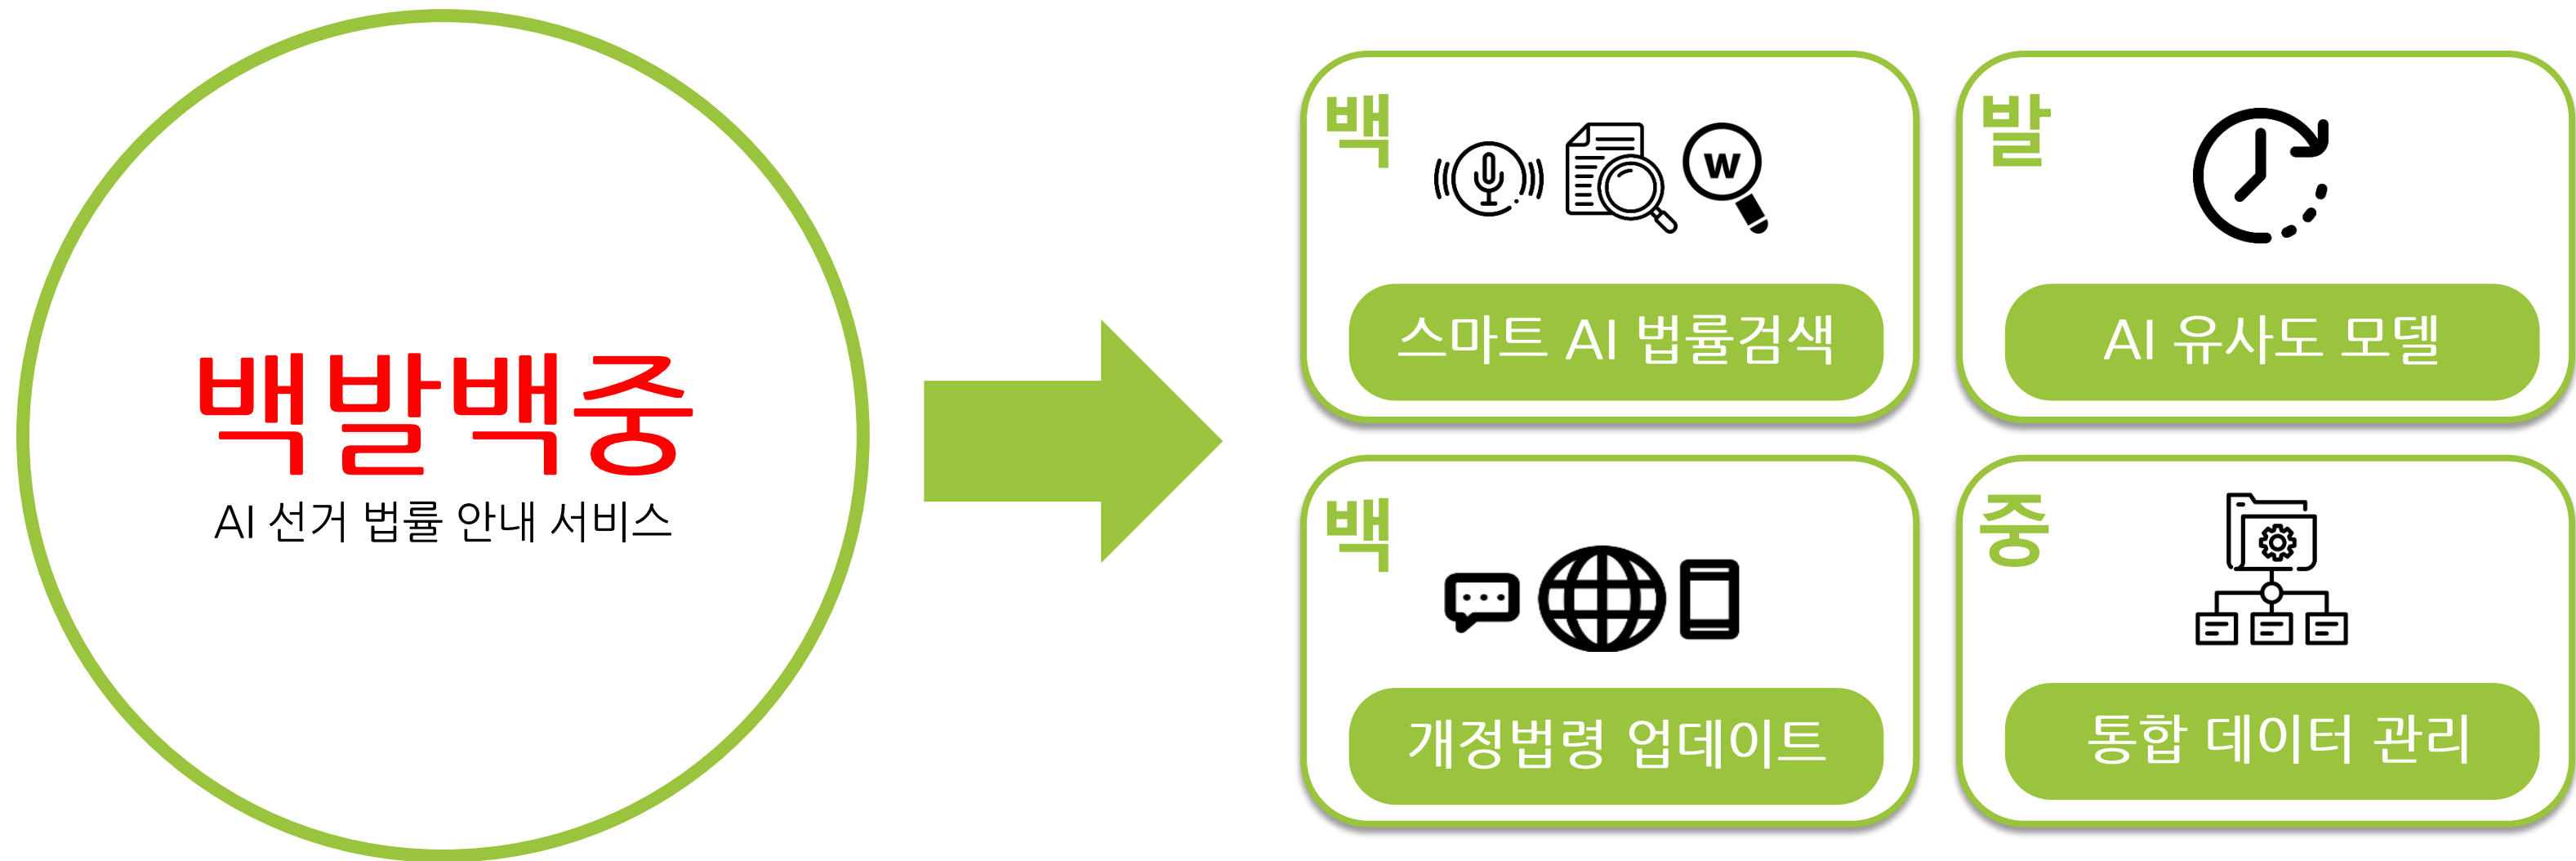 백발백중
AI 선거 법률 안내 서비스
백
W
스마트 AI 법률검색
발
AI 유사도 모델
백
개정법령 업데이트
중
통합 데이터 관리